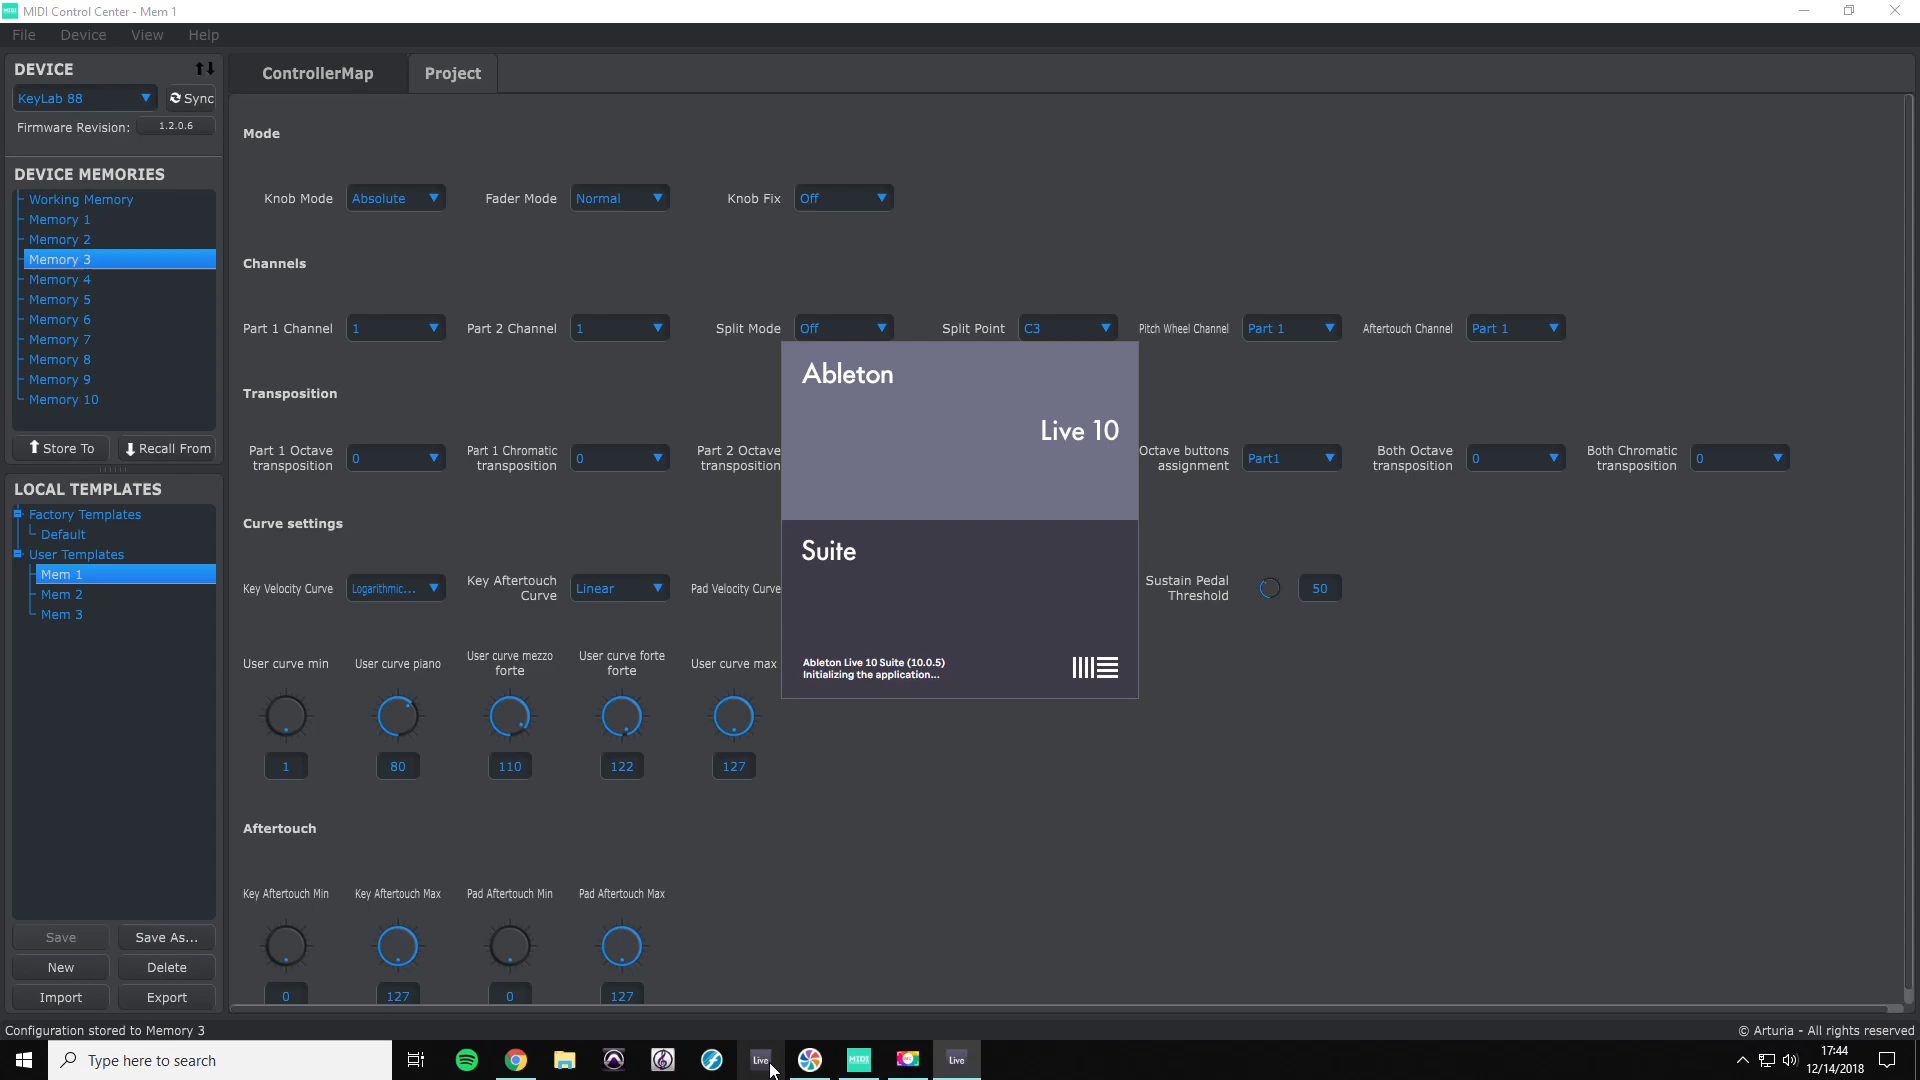 MIDI Control Center - Mem 1
File Device View Help
DEVICE
KeyLab 88
Sync
Firmware Revision: 1.2.0.6
DEVICE MEMORIES
Working Memory
Memory 1
Memory 2
Memory 3
Memory 4
Memory 5
Memory 6
Memory 7
Memory 8
Memory 9
Memory 10
Store To
Recall From
LOCAL TEMPLATES
Factory Templates
Default
User Templates
Mem 1
Mem 2
Mem 3
Save Save As...
New Delete
Import Export
ControllerMap Project
Mode
Knob Mode Absolute Fader Mode Normal Knob Fix Off
Channels
Part 1 Channel 1 Part 2 Channel 1 Split Mode Off Split Point C3 Pitch Wheel Channel Part 1 Aftertouch Channel Part 1
Transposition
Part 1 Octave transposition 0 Part 1 Chromatic transposition 0 Part 2 Octave transposition Octave buttons assignment Part1 Both Octave transposition 0 Both Chromatic transposition 0
Curve settings
Key Velocity Curve Logarithmic... Key Aftertouch Curve Linear Pad Velocity Curve Sustain Pedal Threshold 50
User curve min User curve piano User curve mezzo forte User curve forte forte User curve max
1 80 110 122 127
Aftertouch
Key Aftertouch Min Key Aftertouch Max Pad Aftertouch Min Pad Aftertouch Max
0 127 0 127
Ableton
Live 10
Suite
Ableton Live 10 Suite (10.0.5)
Initializing the application...
Configuration stored to Memory 3
© Arturia - All rights reserved
Type here to search
Live
MIDI
Live
17:44
12/14/2018